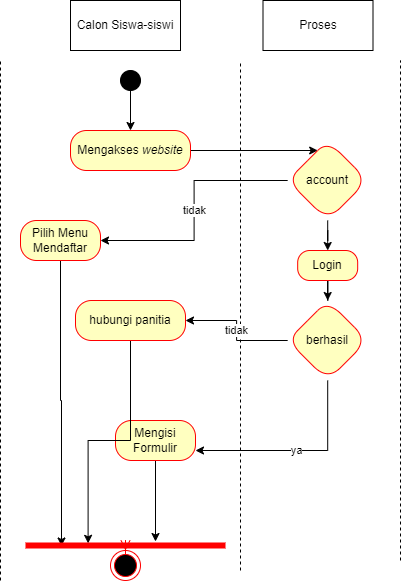 Calon Siswa-siswi
Proses
Mengakses website
account
tidak
Pilih Menu
Mendaftar
Login
hubungi panitia
tidak
berhasil
Mengisi
Formulir
ya